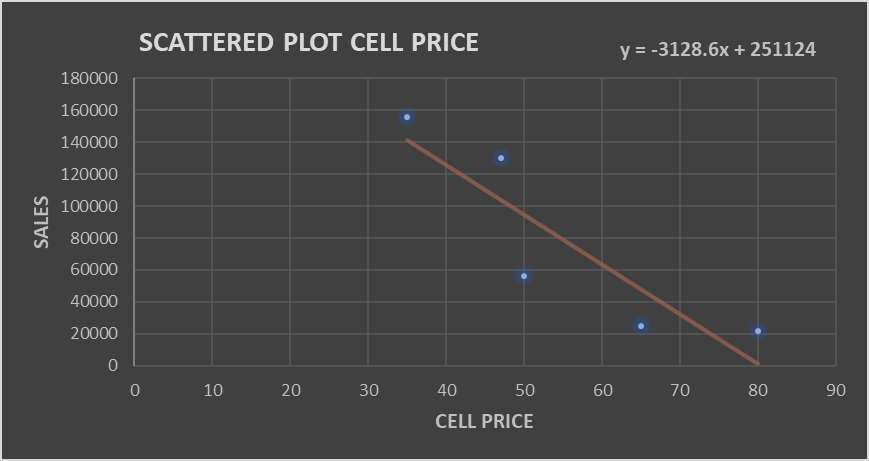 SCATTERED PLOT CELL PRICE
y = -3128.6x + 251124
180000
160000
140000
120000
100000
80000
60000
40000
20000
0
SALES
0 10 20 30 40 50 60 70 80 90
CELL PRICE